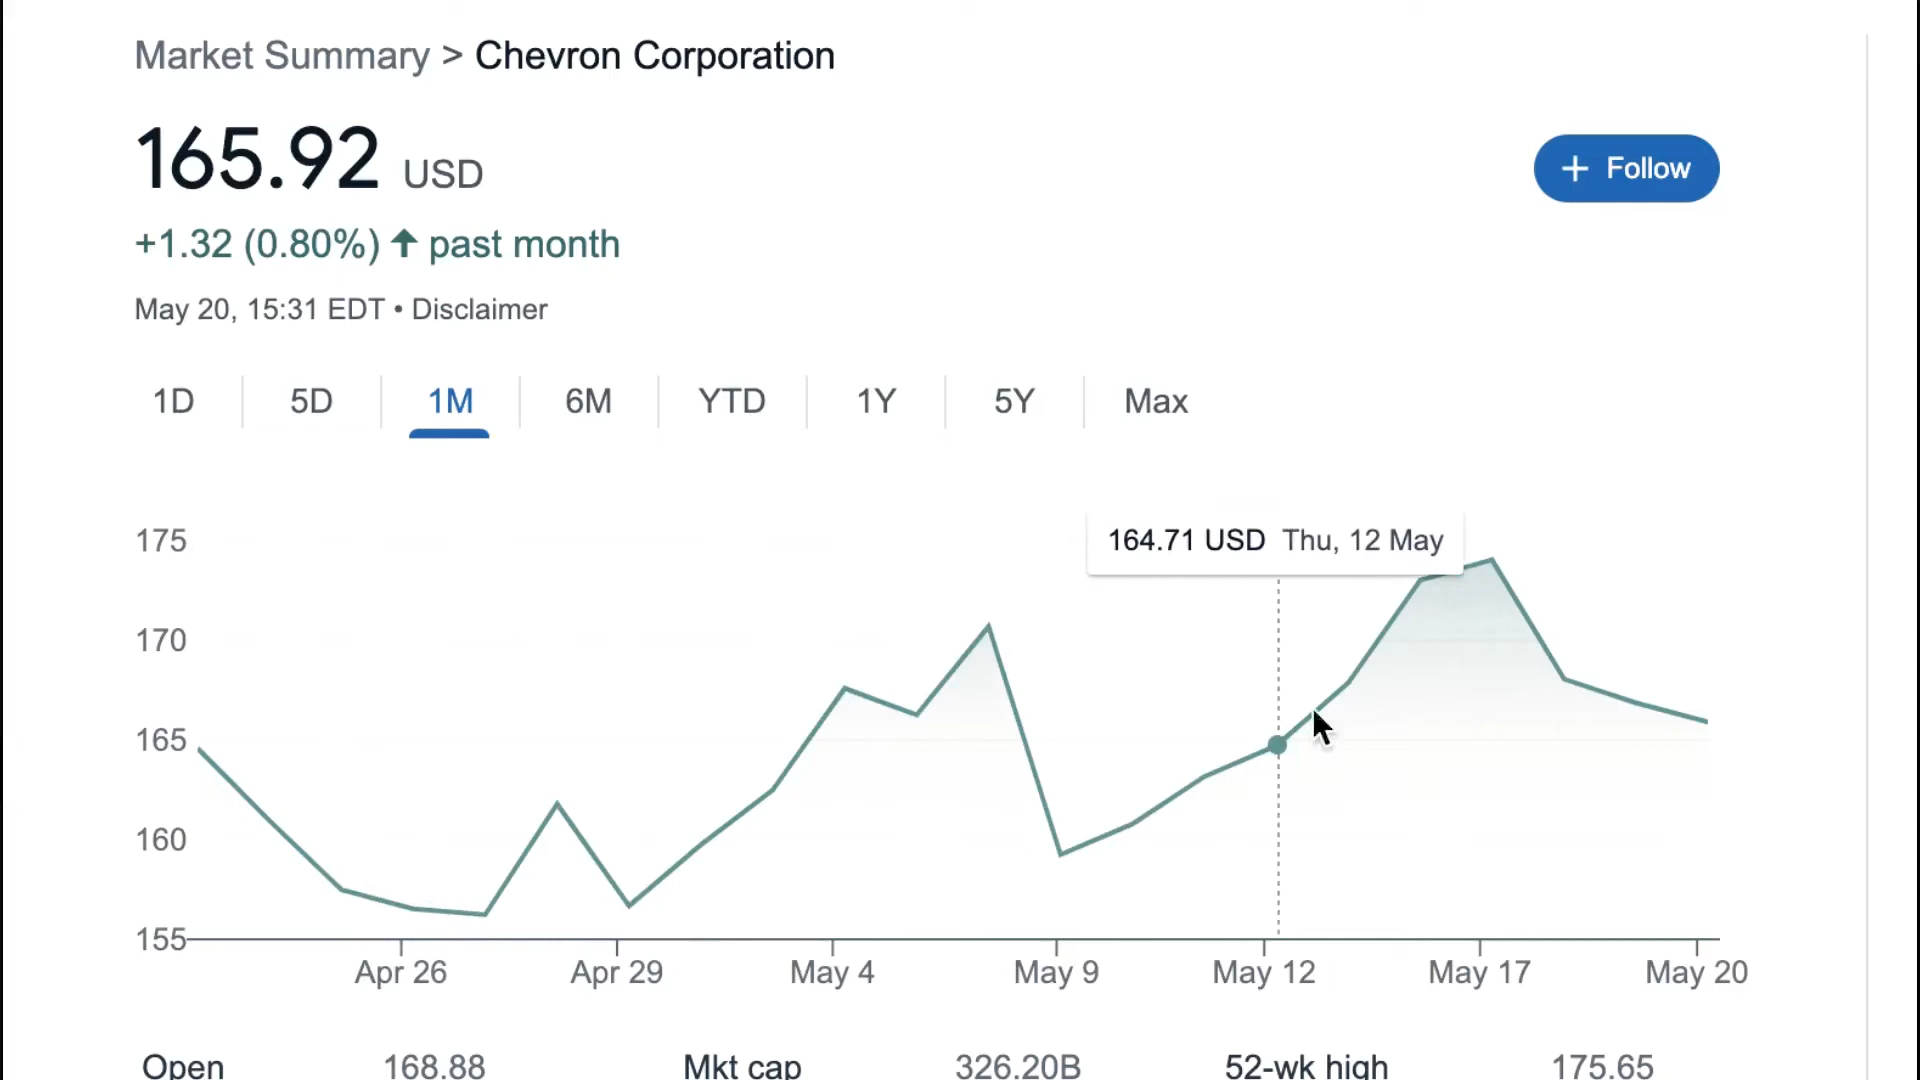 Market Summary > Chevron Corporation
165.92 USD
+ Follow
+1.32 (0.80%) ↑ past month
May 20, 15:31 EDT • Disclaimer
1D 5D 1M 6M YTD 1Y 5Y Max
164.71 USD Thu, 12 May
175
170
165
160
155
Apr 26 Apr 29 May 4 May 9 May 12 May 17 May 20
Open 168.88 Mkt cap 326.20B 52-wk high 175.65